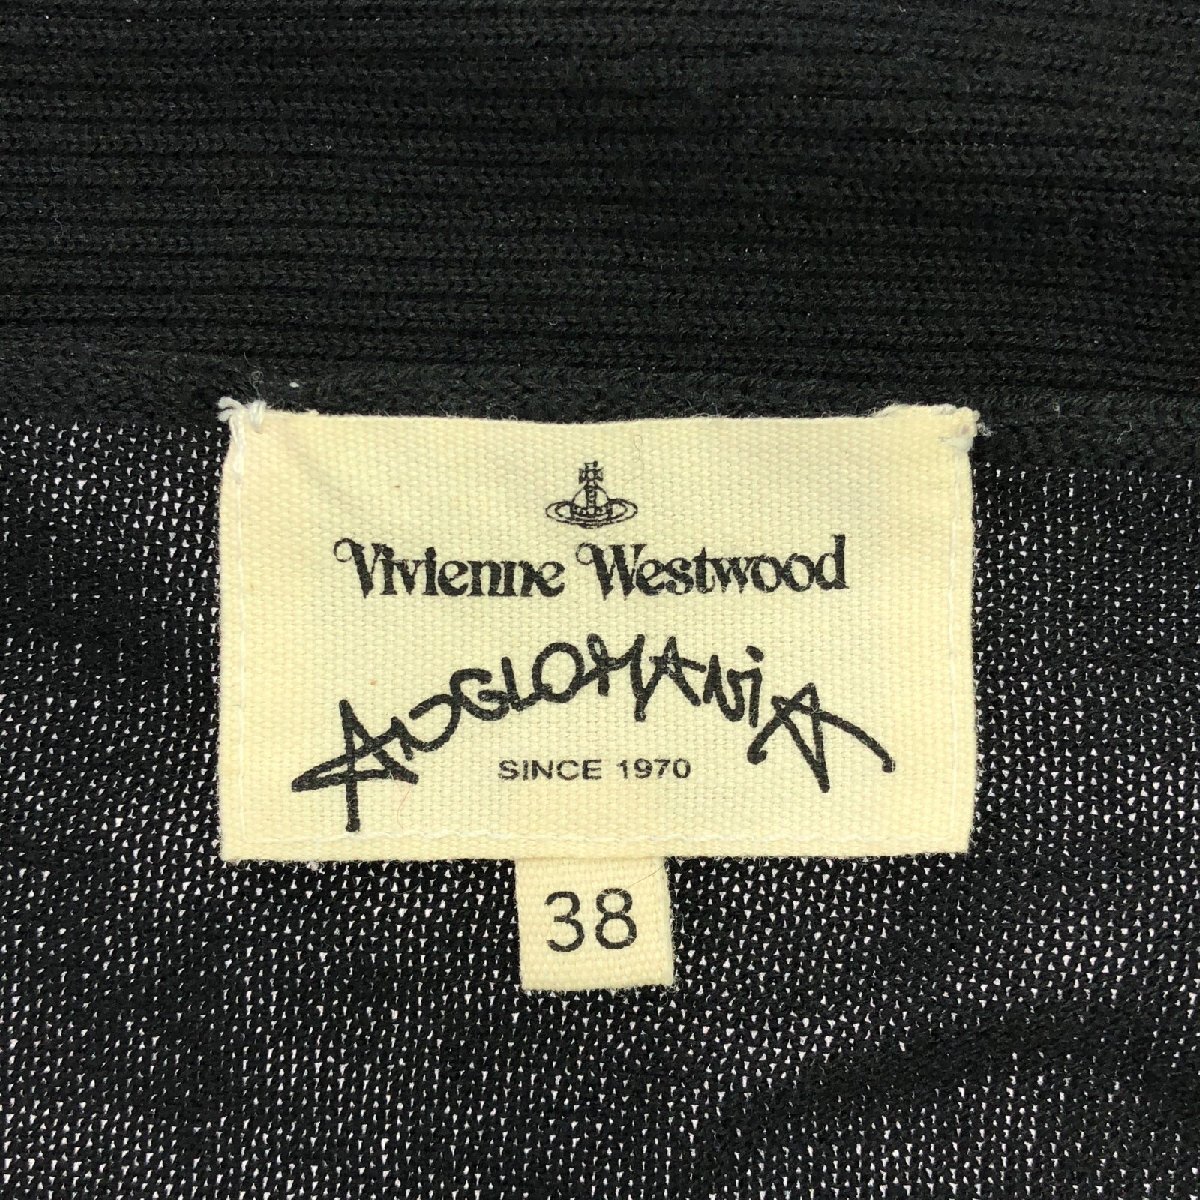 Vivienne Westwood
ANGLOMANiA
SINCE 1970
38